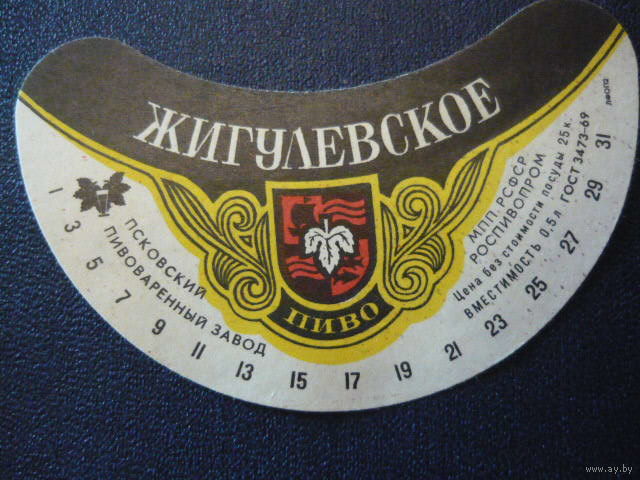 ЖИГУЛЕВСКОЕ
ПИВО
ПСКОВСКИЙ
ПИВОВАРЕННЫЙ ЗАВОД
МПП РСФСР
РОСПИВОПРОМ
Цена без стоимости посуды 25 к.
ВМЕСТИМОСТЬ 0,5 л ГОСТ 3473-69
1 3 5 7 9 11 13 15 17 19 21 23 25 27 29 31
www.ay.by